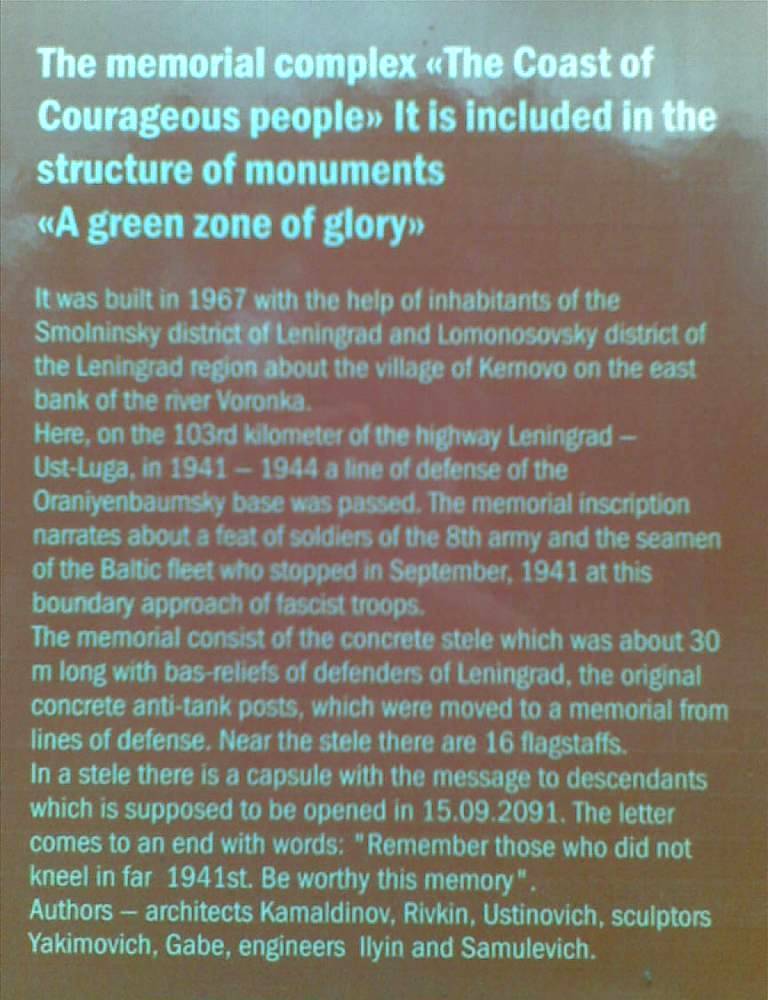 The memorial complex «The Coast of
Courageous people» It is included in the
structure of monuments
«A green zone of glory»
It was built in 1967 with the help of inhabitants of the
Smolninsky district of Leningrad and Lomonosovsky district of
the Leningrad region about the village of Kernovo on the east
bank of the river Voronka.
Here, on the 103rd kilometer of the highway Leningrad –
Ust-Luga, in 1941 – 1944 a line of defense of the
Oraniyenbaumsky base was passed. The memorial inscription
narrates about a feat of soldiers of the 8th army and the seamen
of the Baltic fleet who stopped in September, 1941 at this
boundary approach of fascist troops.
The memorial consist of the concrete stele which was about 30
m long with bas-reliefs of defenders of Leningrad, the original
concrete anti-tank posts, which were moved to a memorial from
lines of defense. Near the stele there are 16 flagstaffs.
In a stele there is a capsule with the message to descendants
which is supposed to be opened in 15.09.2091. The letter
comes to an end with words: "Remember those who did not
kneel in far 1941st. Be worthy this memory".
Authors – architects Kamaldinov, Rivkin, Ustinovich, sculptors
Yakimovich, Gabe, engineers Ilyin and Samulevich.